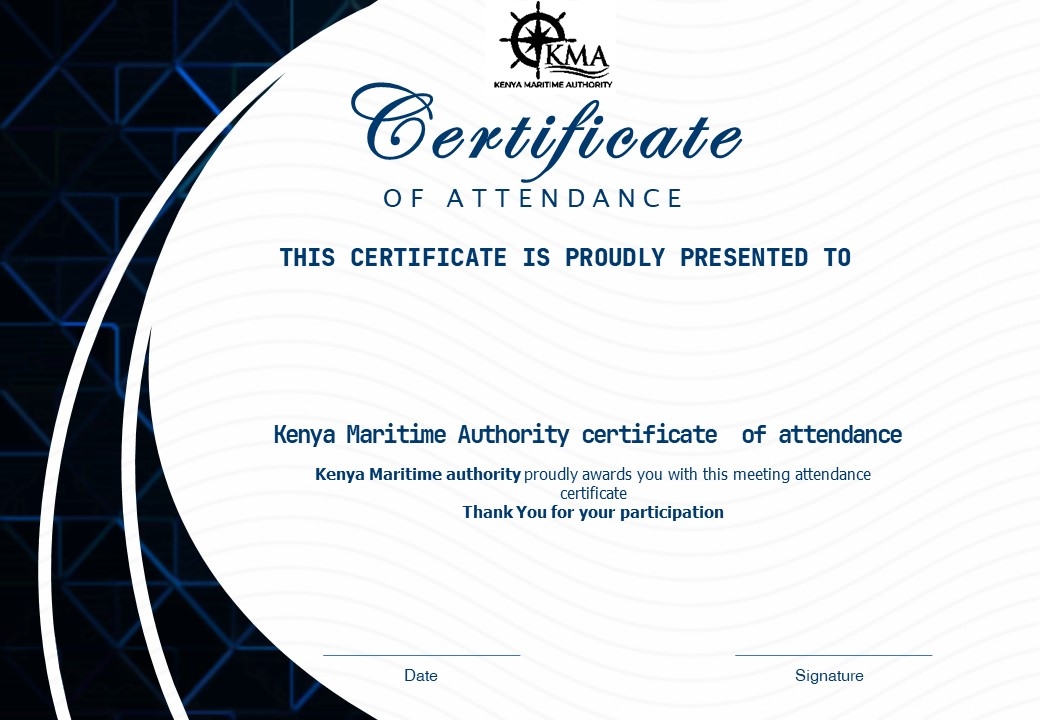 KMA
KENYA MARITIME AUTHORITY
Certificate
OF ATTENDANCE
THIS CERTIFICATE IS PROUDLY PRESENTED TO
Kenya Maritime Authority certificate  of attendance
Kenya Maritime authority proudly awards you with this meeting attendance
certificate
Thank You for your participation
Date
Signature